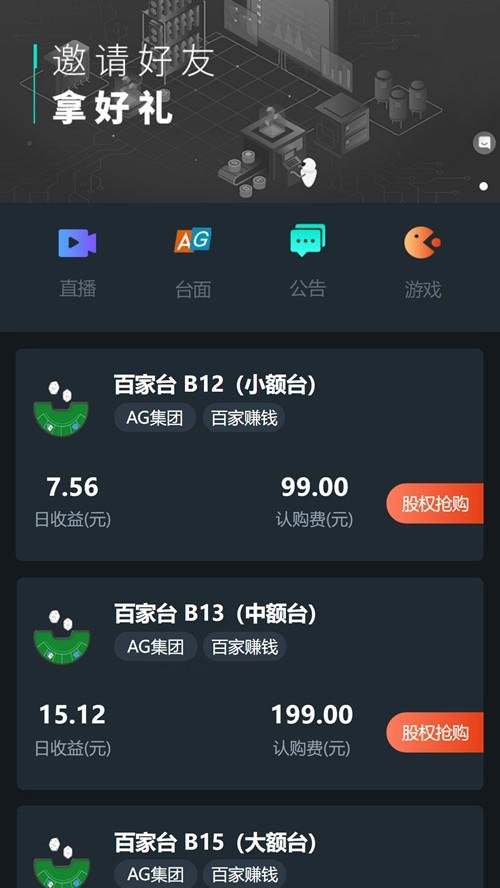 邀请好友
拿好礼
AG
直播 台面 公告 游戏
百家台 B12（小额台）
AG集团 百家赚钱
7.56 99.00
股权抢购
日收益(元) 认购费(元)
百家台 B13（中额台）
AG集团 百家赚钱
15.12 199.00
股权抢购
日收益(元) 认购费(元)
百家台 B15（大额台）
AG集团 百家赚钱